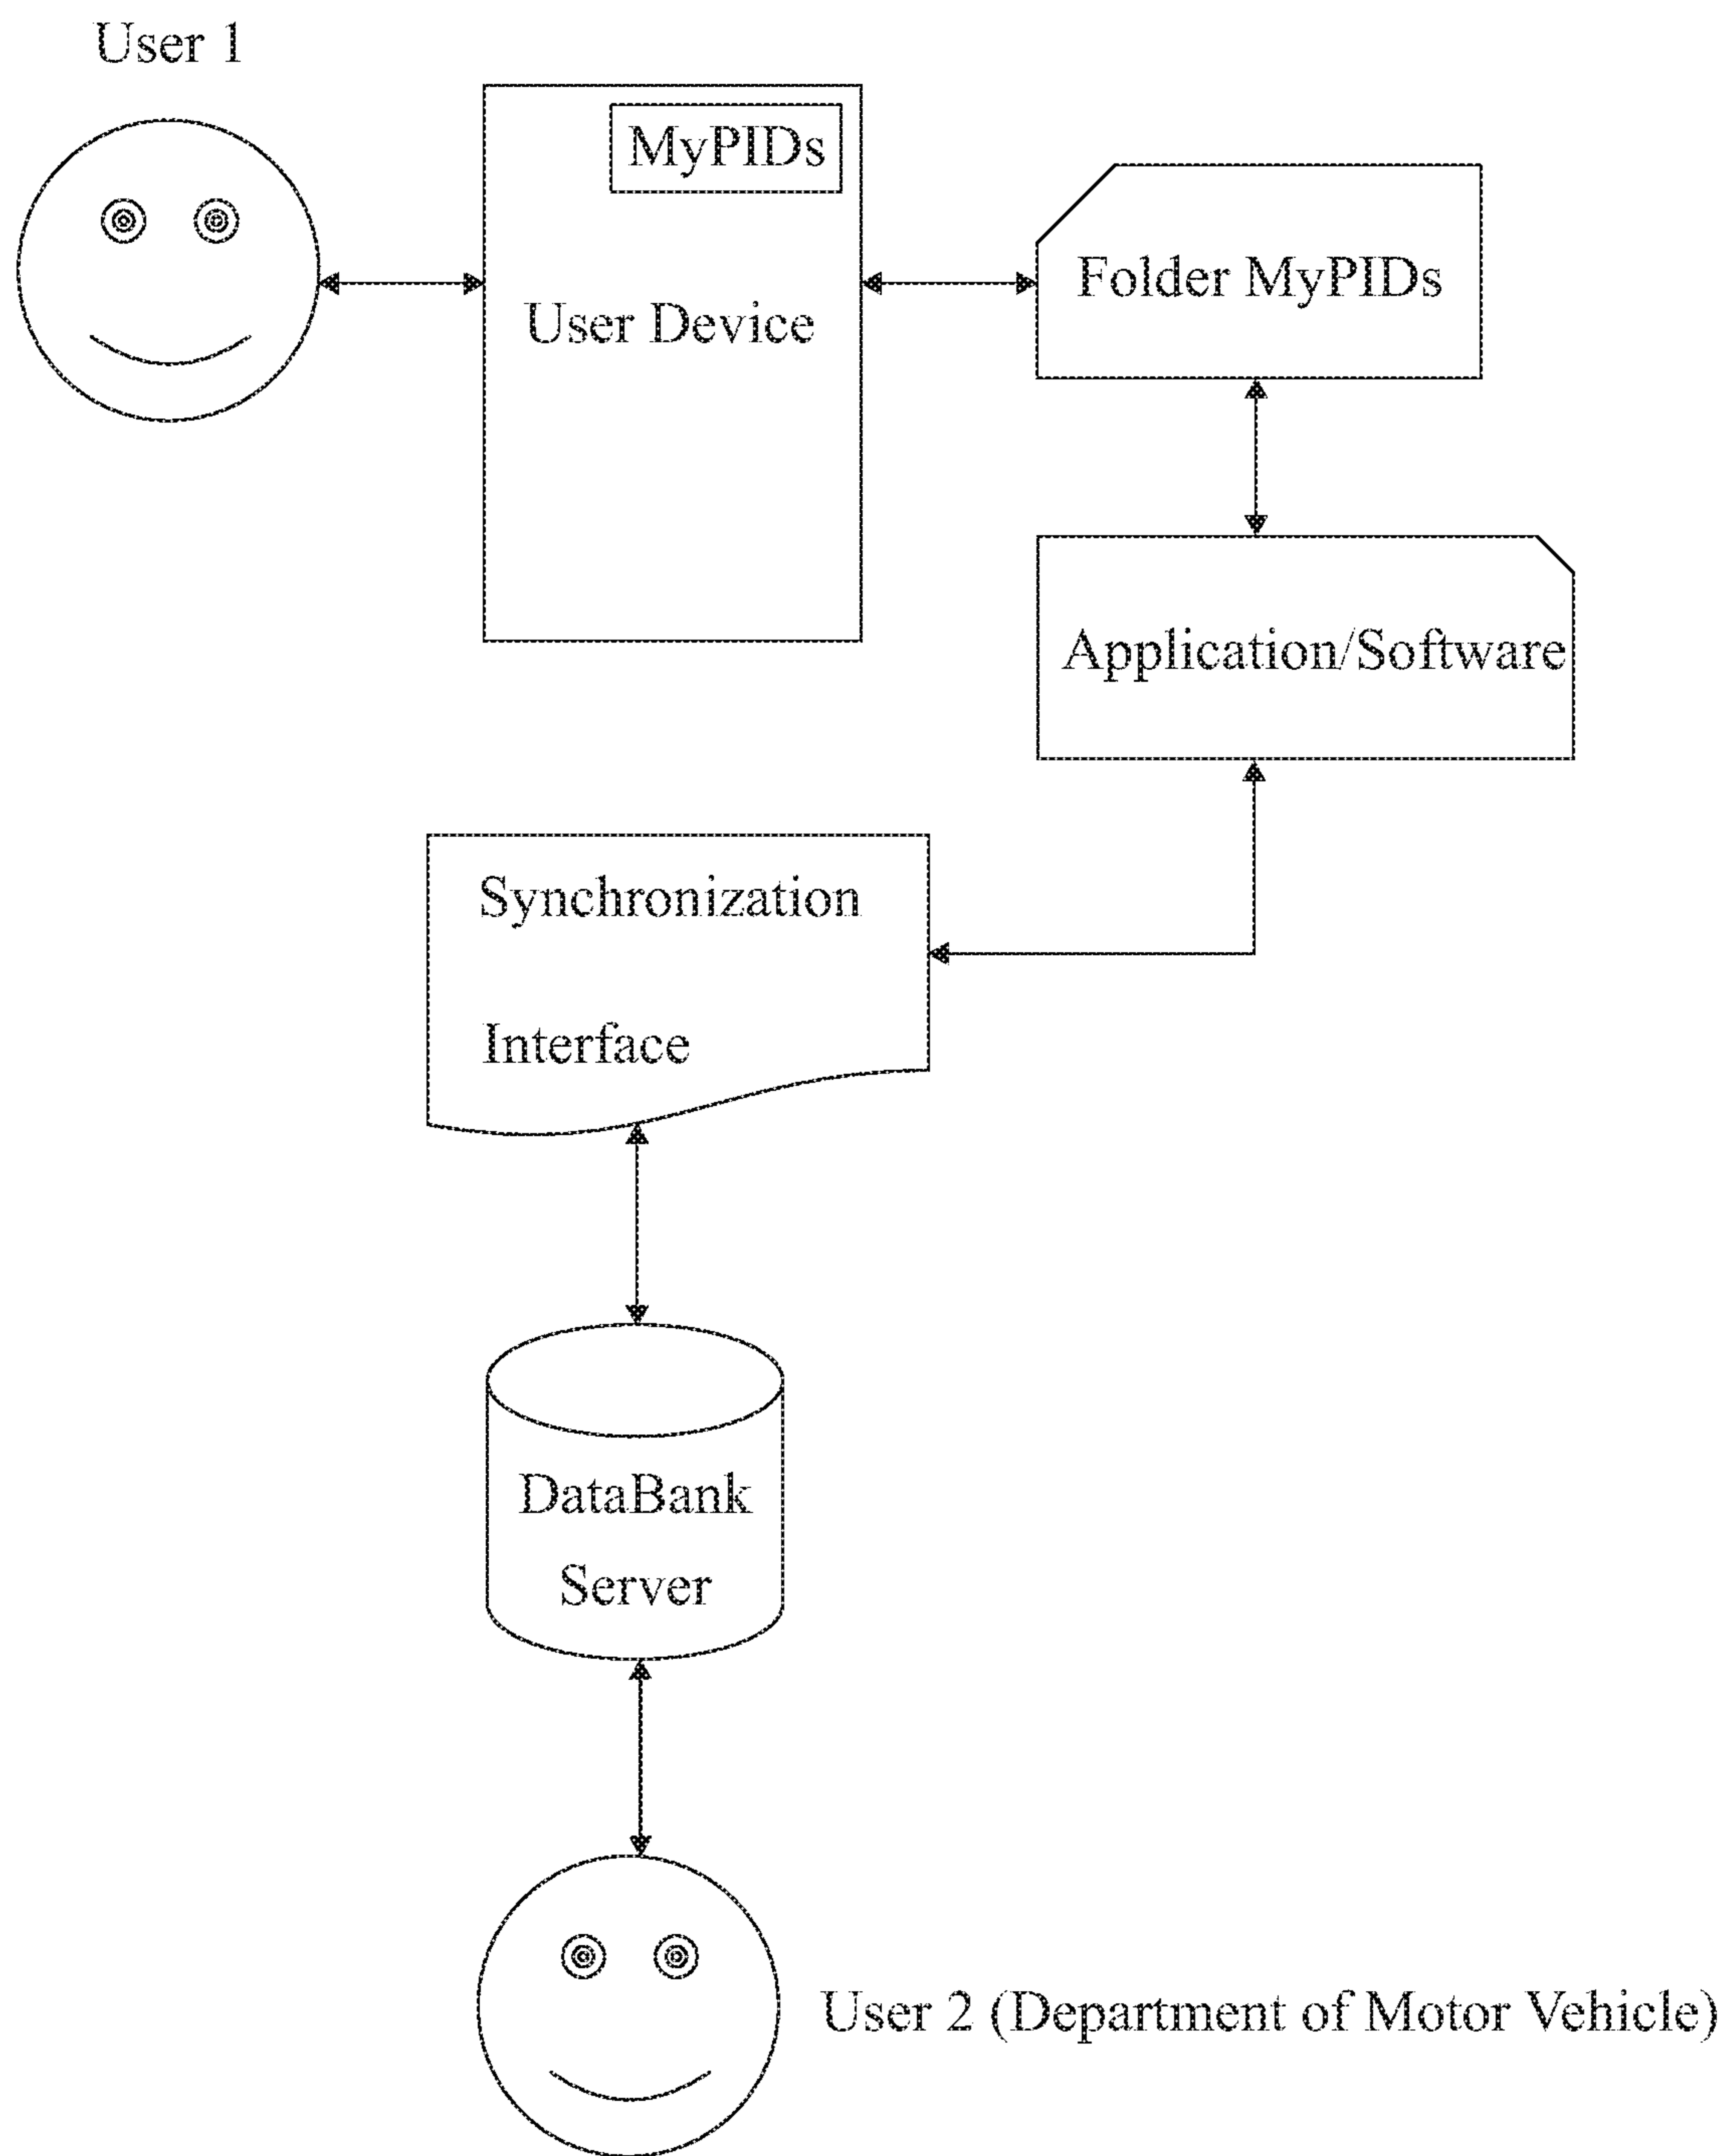 User 1
MyPIDs
User Device
Folder MyPIDs
Application/Software
Synchronization
Interface
DataBank
Server
User 2 (Department of Motor Vehicle)